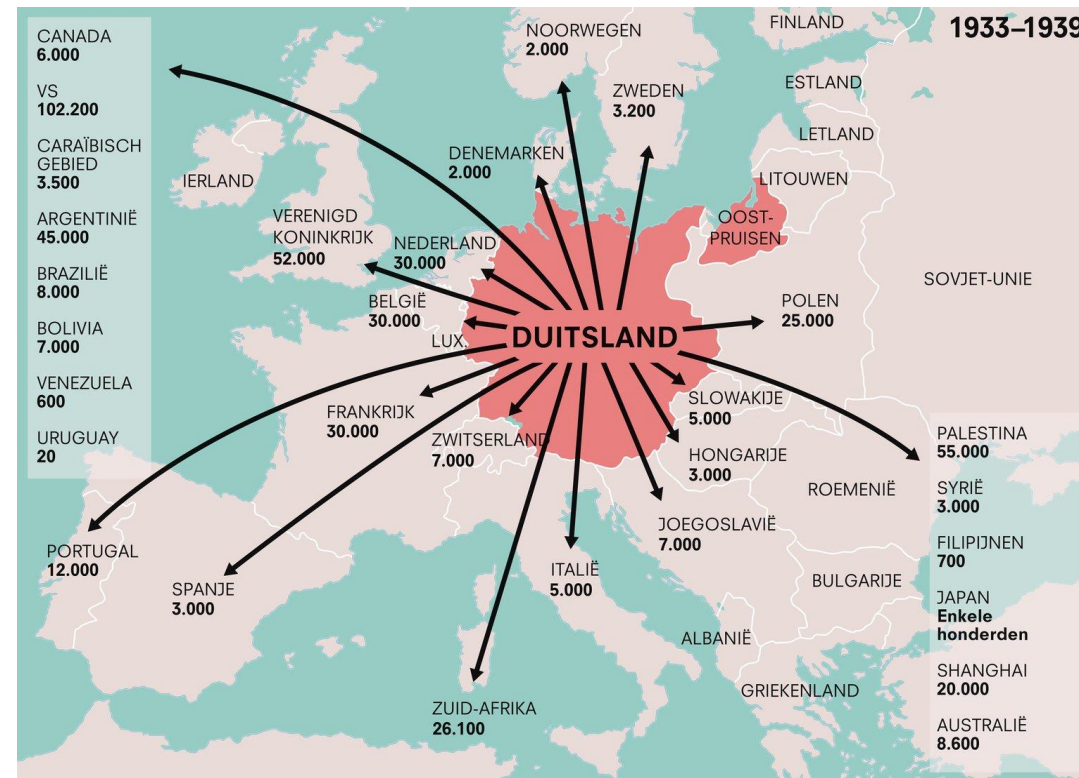 CANADA
6.000
VS
102.200
CARAÏBISCH
GEBIED
3.500
ARGENTINIË
45.000
BRAZILIË
8.000
BOLIVIA
7.000
VENEZUELA
600
URUGUAY
20
NOORWEGEN
2.000
FINLAND
1933–1939
ZWEDEN
3.200
ESTLAND
LETLAND
DENEMARKEN
2.000
LITOUWEN
IERLAND
VERENIGD
KONINKRIJK
52.000
NEDERLAND
30.000
OOST-
PRUISEN
SOVJET-UNIE
BELGIË
30.000
POLEN
25.000
LUX.
DUITSLAND
FRANKRIJK
30.000
SLOWAKIJE
5.000
ZWITSERLAND
7.000
HONGARIJE
3.000
ROEMENIË
JOEGOSLAVIË
7.000
PORTUGAL
12.000
SPANJE
3.000
ITALIË
5.000
BULGARIJE
ALBANIË
GRIEKENLAND
ZUID-AFRIKA
26.100
PALESTINA
55.000
SYRIË
3.000
FILIPIJNEN
700
JAPAN
Enkele
honderden
SHANGHAI
20.000
AUSTRALIË
8.600